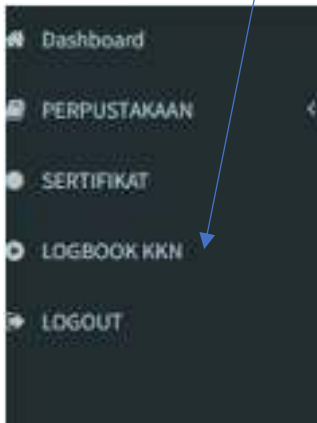 Dashboard
PERPUSTAKAAN
SERTIFIKAT
LOGBOOK KKN
LOGOUT